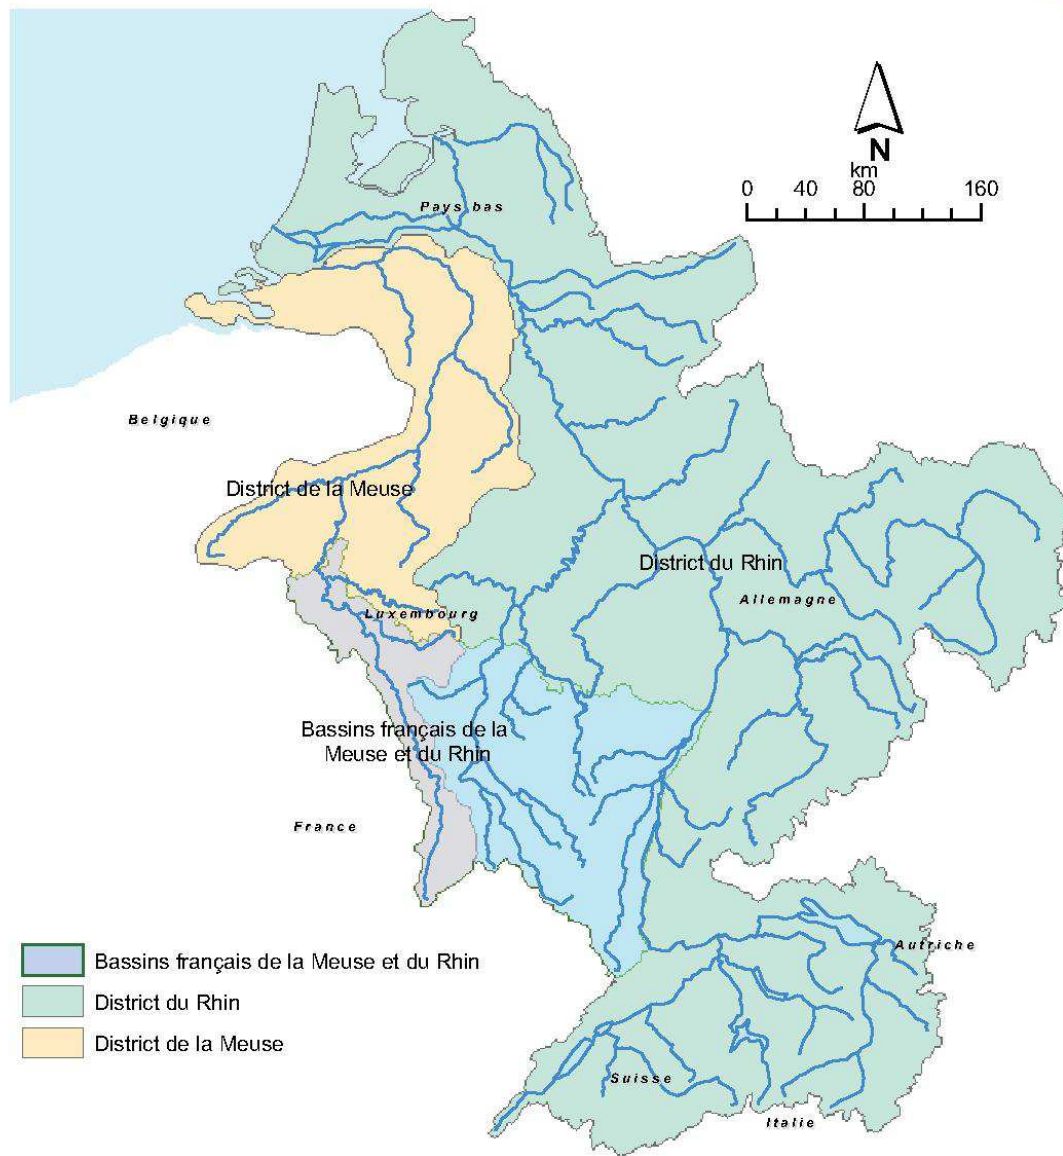 N
km
0 40 80 160
Pays bas
Belgique
District de la Meuse
District du Rhin
Allemagne
Luxembourg
Bassins français de la
Meuse et du Rhin
France
Autriche
Bassins français de la Meuse et du Rhin
District du Rhin
District de la Meuse
Suisse
Italie